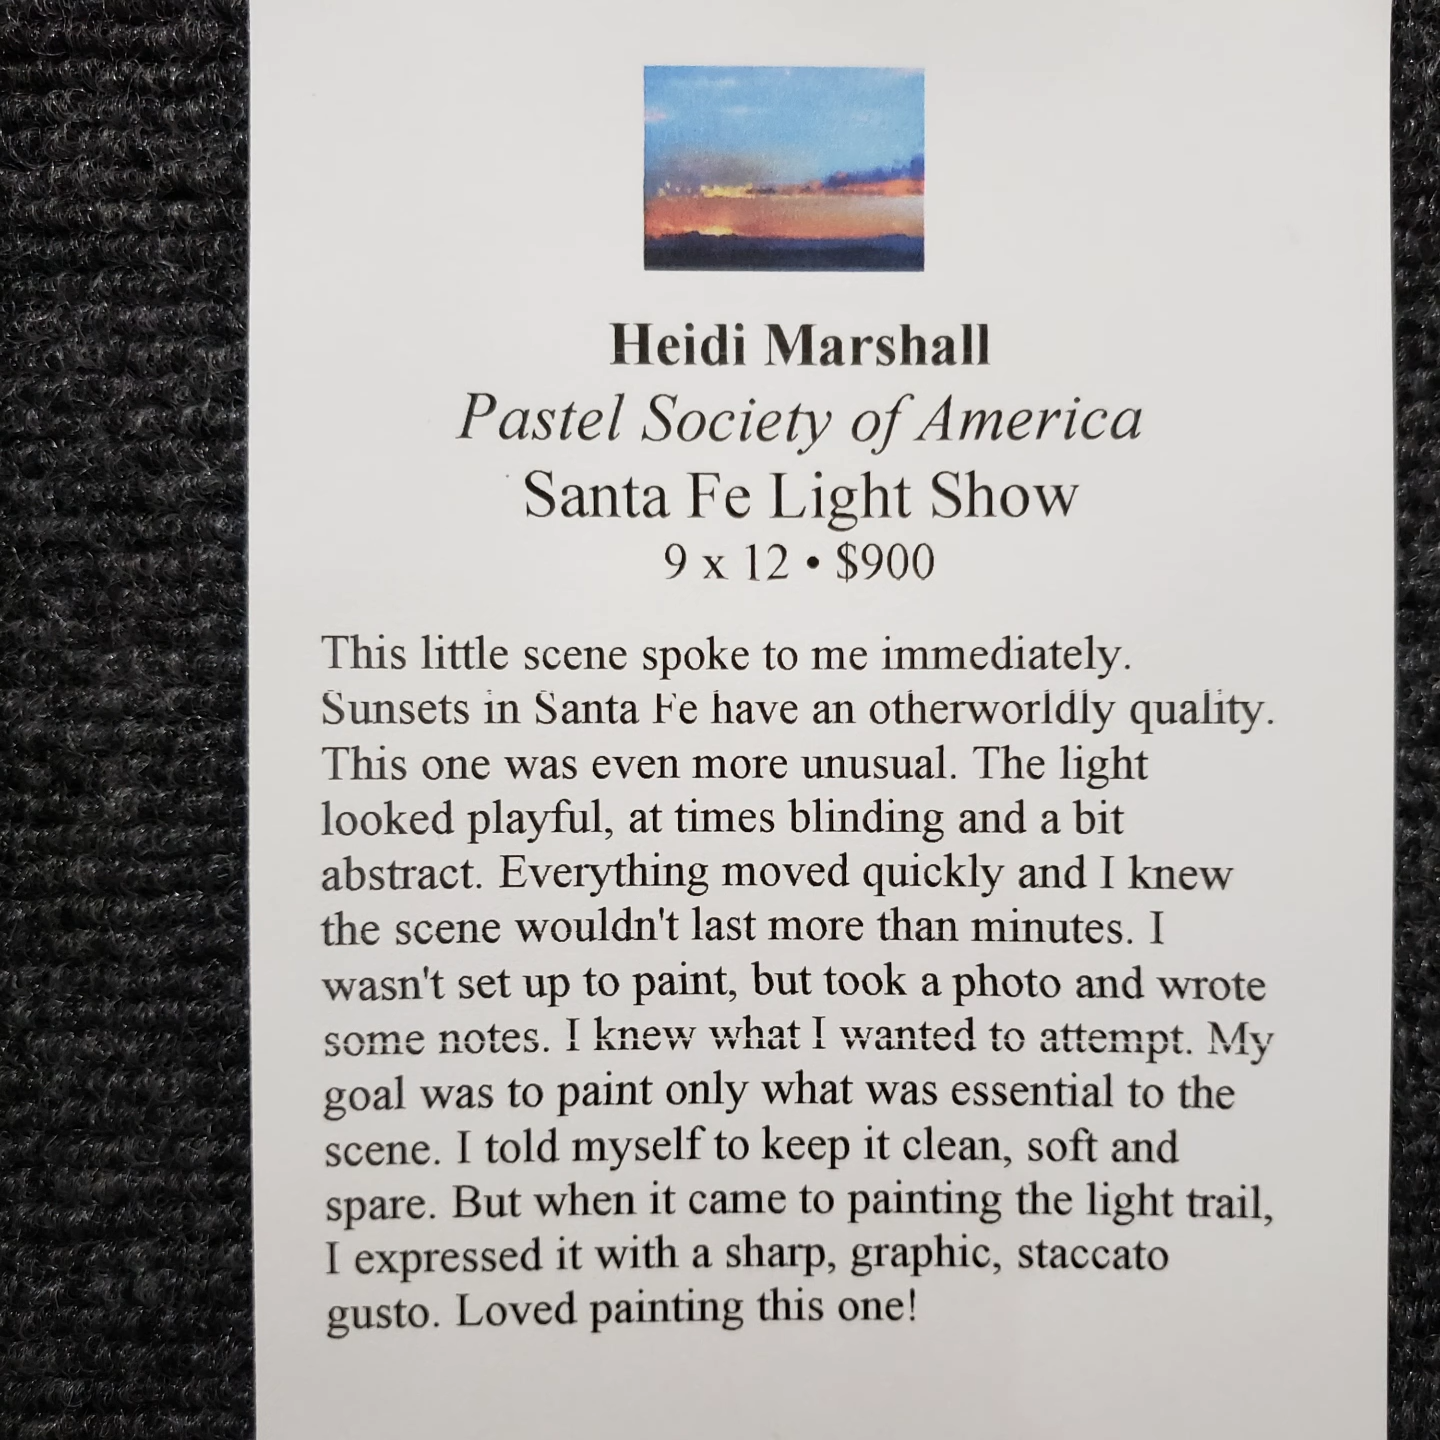 Heidi Marshall
Pastel Society of America
Santa Fe Light Show
9 x 12 • $900
This little scene spoke to me immediately.
Sunsets in Santa Fe have an otherworldly quality.
This one was even more unusual. The light
looked playful, at times blinding and a bit
abstract. Everything moved quickly and I knew
the scene wouldn't last more than minutes. I
wasn't set up to paint, but took a photo and wrote
some notes. I knew what I wanted to attempt. My
goal was to paint only what was essential to the
scene. I told myself to keep it clean, soft and
spare. But when it came to painting the light trail,
I expressed it with a sharp, graphic, staccato
gusto. Loved painting this one!